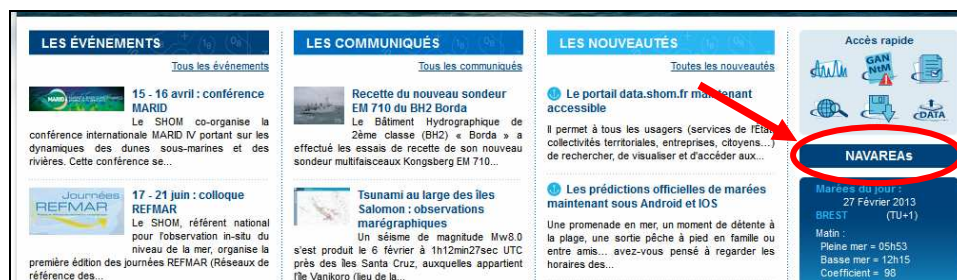 LES ÉVÉNEMENTS
Tous les événements
MARID
15 - 16 avril : conférence
MARID
Le SHOM co-organise la
conférence internationale MARID IV portant sur les
dynamiques des dunes sous-marines et des
rivières. Cette conférence se...
Journées
REFMAR
17 - 21 juin : colloque
REFMAR
Le SHOM, référent national
pour l'observation in-situ du
niveau de la mer, organise la
première édition des journées REFMAR (Réseaux de
référence des...
LES COMMUNIQUÉS
Tous les communiqués
Recette du nouveau sondeur
EM 710 du BH2 Borda
Le Bâtiment Hydrographique de
2ème classe (BH2) « Borda » a
effectué les essais de recette de son nouveau
sondeur multifaisceaux Kongsberg EM 710...
Tsunami au large des îles
Salomon : observations
marégraphiques
Un séisme de magnitude Mw8.0
s'est produit le 6 février à 1h12min27sec UTC
près des îles Santa Cruz, auxquelles appartient
l'île Vanikoro (lieu de la...
LES NOUVEAUTÉS
Toutes les nouveautés
Le portail data.shom.fr maintenant
accessible
Il permet à tous les usagers (services de l'État,
collectivités territoriales, entreprises, citoyens...)
de rechercher, de visualiser et d'accéder aux...
Les prédictions officielles de marées
maintenant sous Android et IOS
Une promenade en mer, un moment de détente à
la plage, une sortie pêche à pied en famille ou
entre amis... avez-vous pensé à regarder les
horaires des...
Accès rapide
GAN
NtM
DATA
NAVAREAs
Marées du jour :
27 Février 2013
BREST (TU+1)
Matin :
Pleine mer = 05h53
Basse mer = 12h15
Coefficient = 98